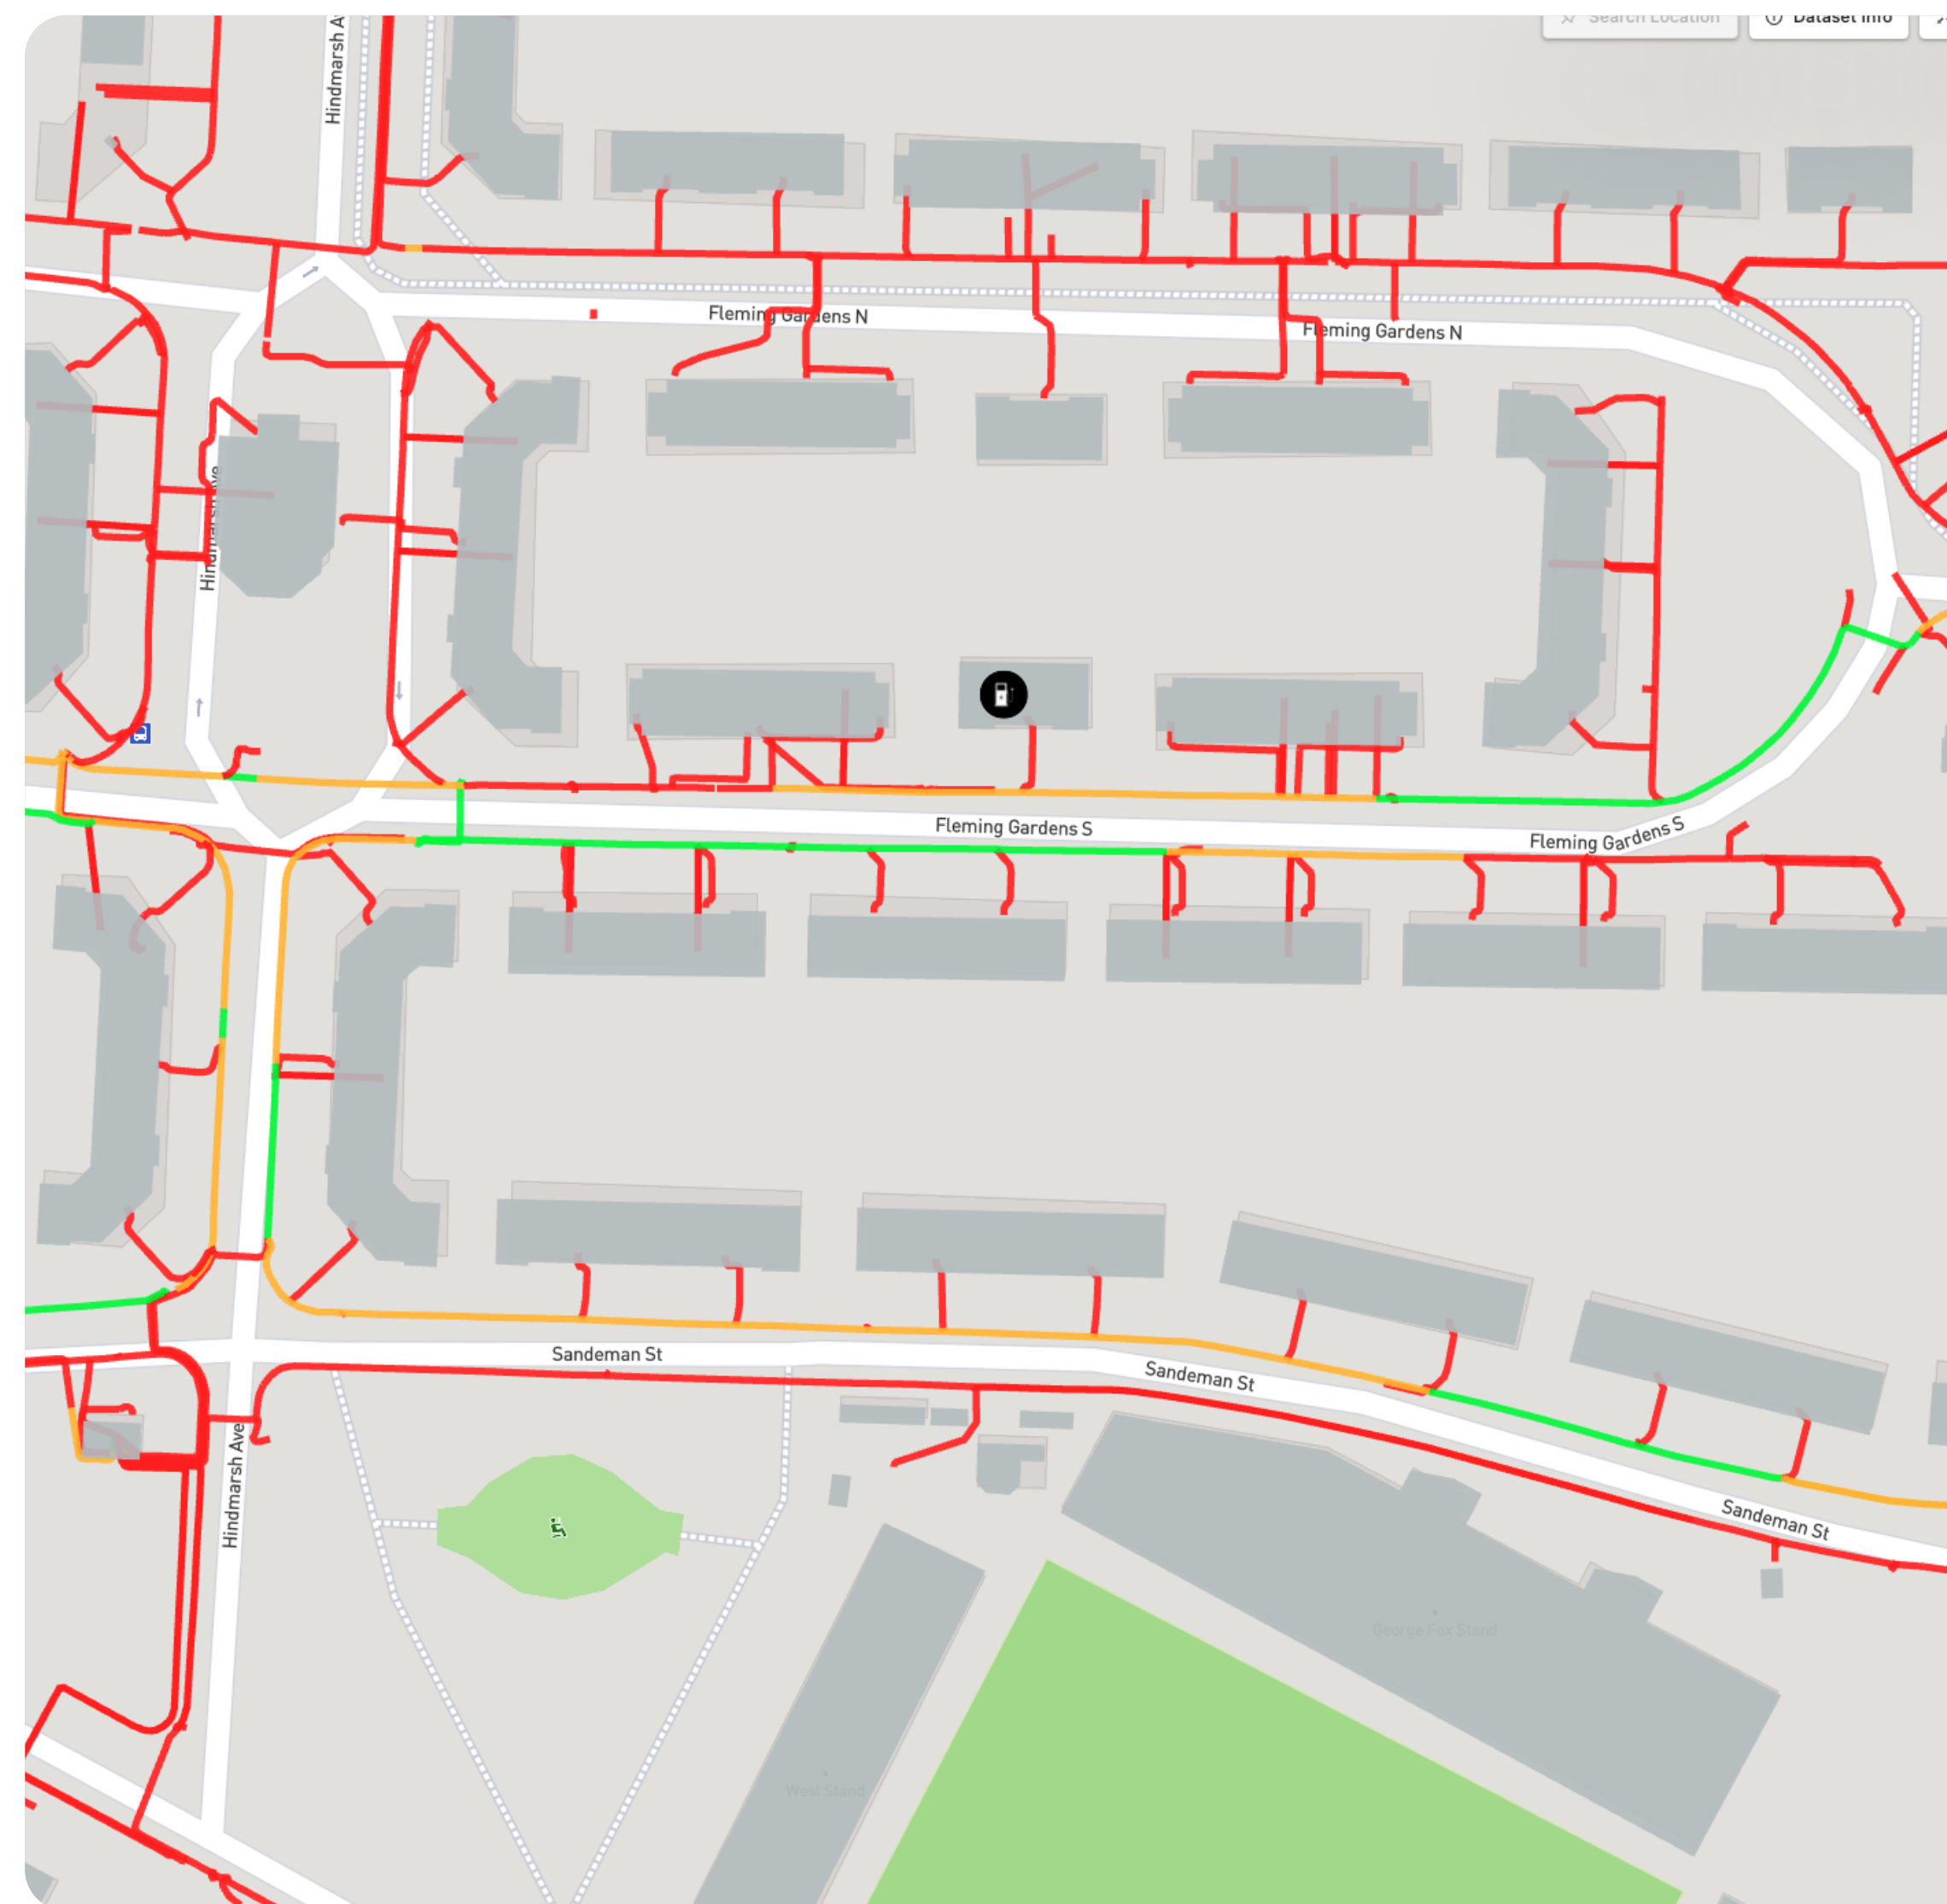 Search Location
Dataset Info
Hindmarsh A
Fleming Gardens N
Fleming Gardens N
Hindmarsh Ave
Fleming Gardens S
Fleming Gardens S
Sandeman St
Sandeman St
Hindmarsh Ave
Sandeman St
George Fox Stand
West Stand